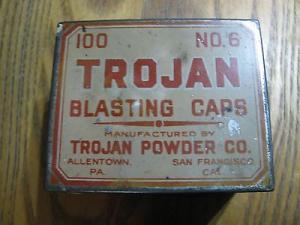 100 NO. 6
TROJAN
BLASTING CAPS
MANUFACTURED BY
TROJAN POWDER CO.
ALLENTOWN, SAN FRANCISCO,
PA. CAL.